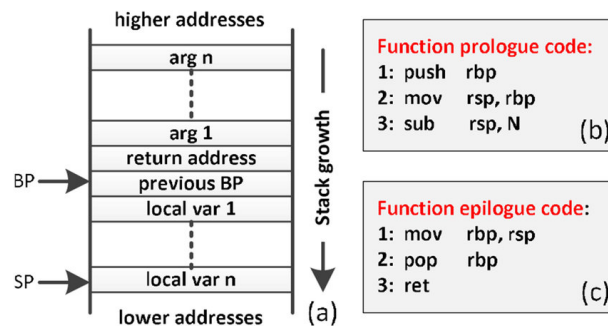 higher addresses
arg n
arg 1
return address
BP
previous BP
local var 1
SP
local var n
lower addresses
Stack growth
(a)
Function prologue code:
1: push rbp
2: mov rsp, rbp
3: sub rsp, N
(b)
Function epilogue code:
1: mov rbp, rsp
2: pop rbp
3: ret
(c)